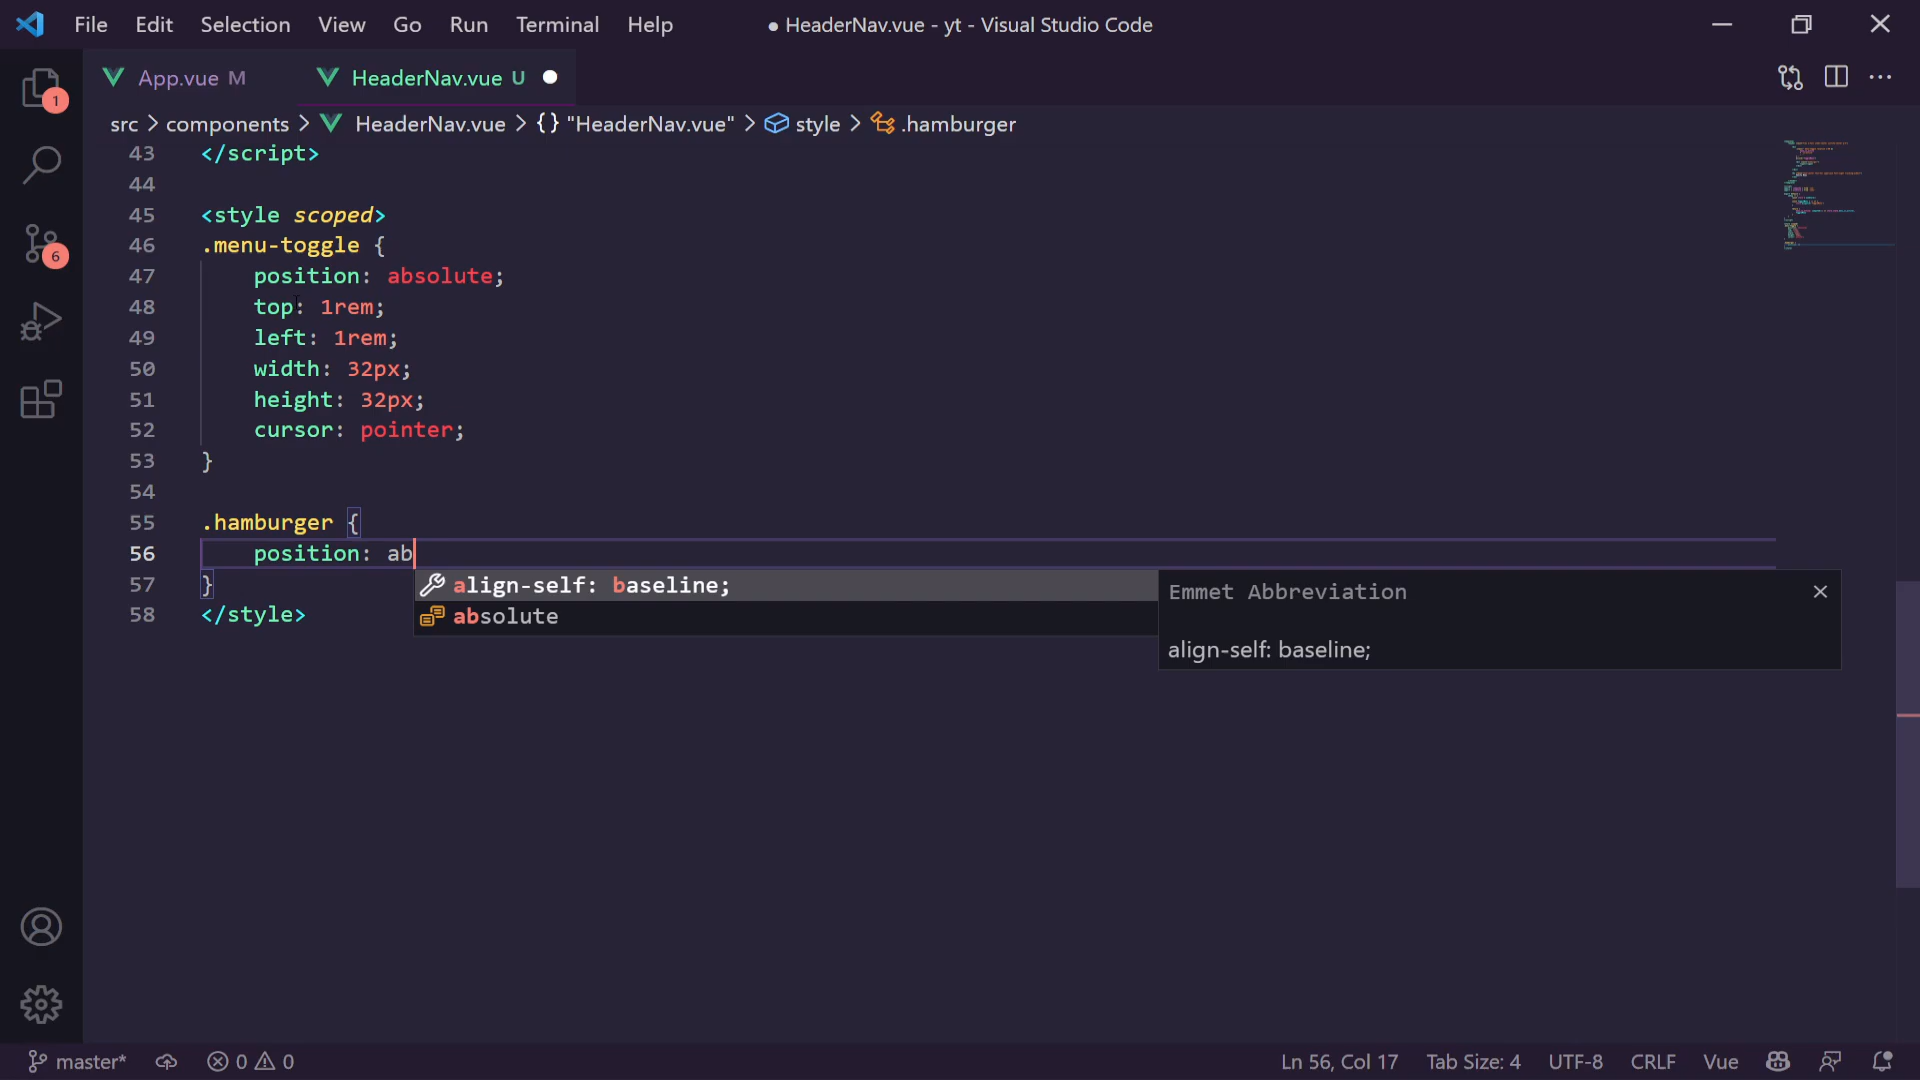 File Edit Selection View Go Run Terminal Help ● HeaderNav.vue - yt - Visual Studio Code
App.vue M HeaderNav.vue U
src > components > HeaderNav.vue > {} "HeaderNav.vue" > style > .hamburger
1
6
43 </script>
44
45 <style scoped>
46 .menu-toggle {
47 position: absolute;
48 top: 1rem;
49 left: 1rem;
50 width: 32px;
51 height: 32px;
52 cursor: pointer;
53 }
54
55 .hamburger {
56 position: ab
57 }
58 </style>
align-self: baseline;
absolute
Emmet Abbreviation
align-self: baseline;
master* 0 0 Ln 56, Col 17 Tab Size: 4 UTF-8 CRLF Vue